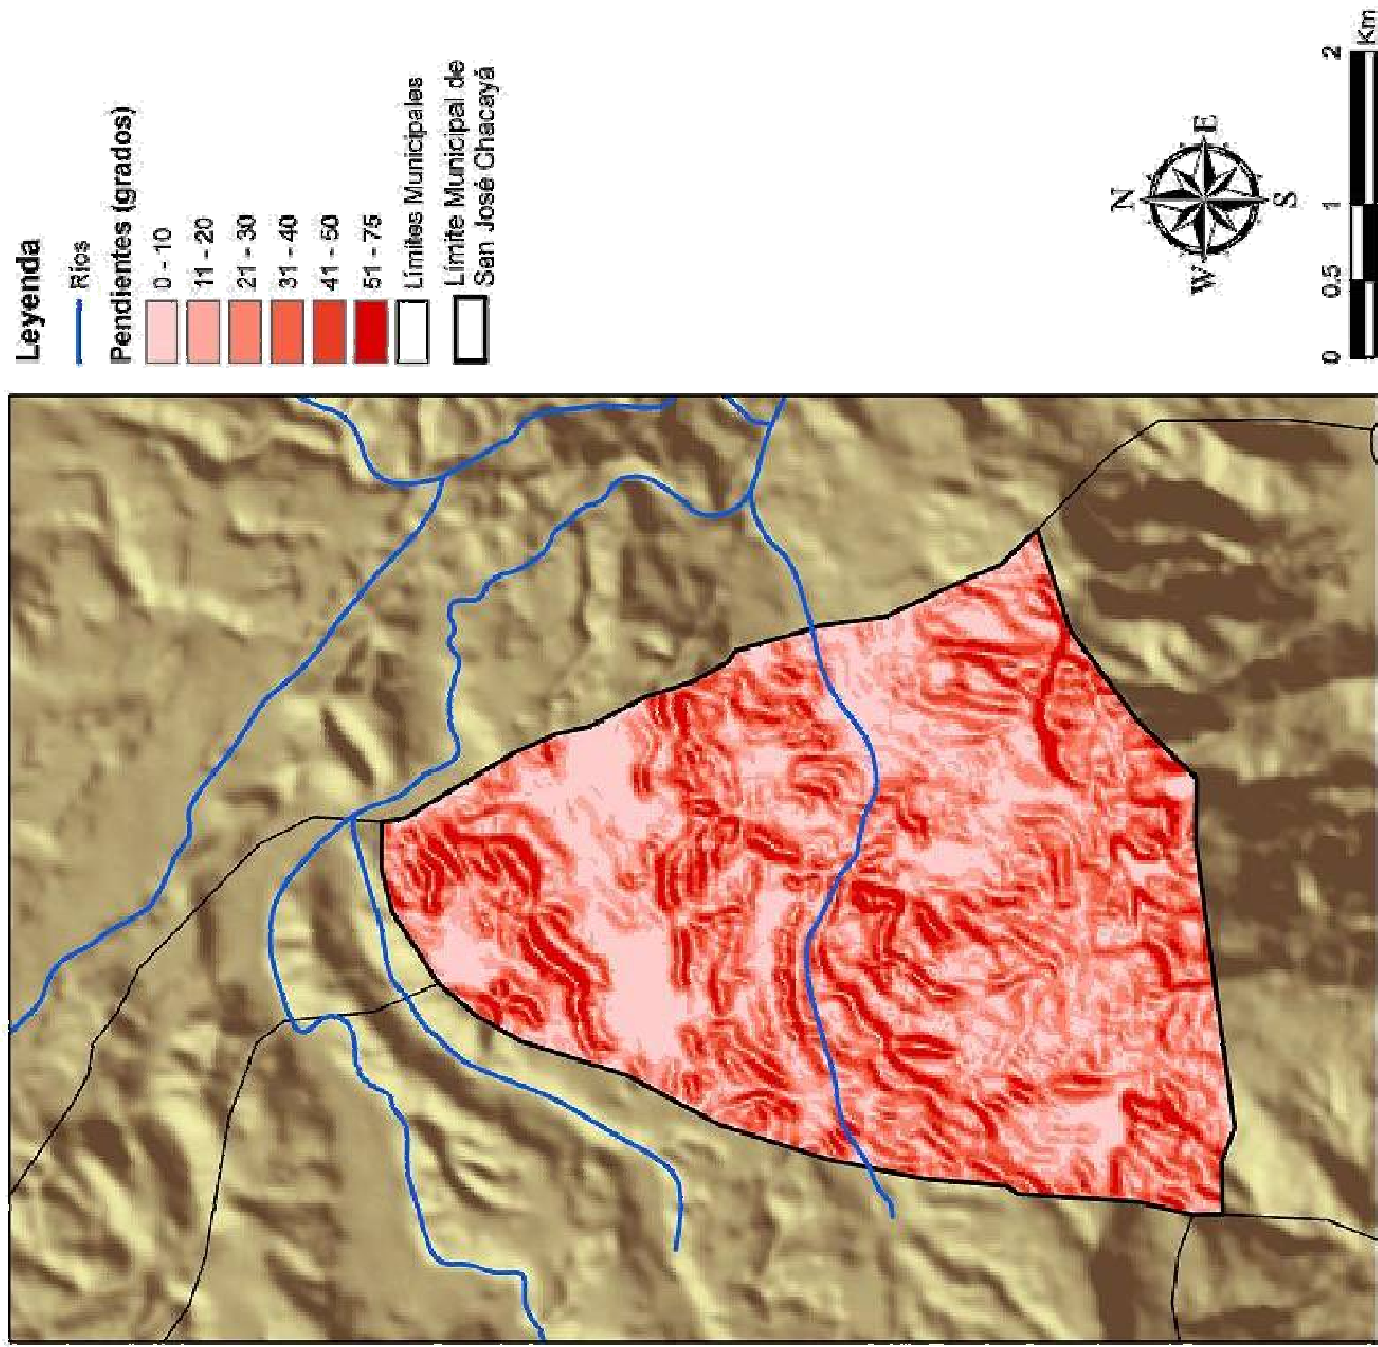 Leyenda
Ríos
Pendientes (grados)
0 - 10
11 - 20
21 - 30
31 - 40
41 - 50
51 - 75
Límites Municipales
Límite Municipal de
San José Chacayá
N
W E
S
0 0.5 1 2
Km